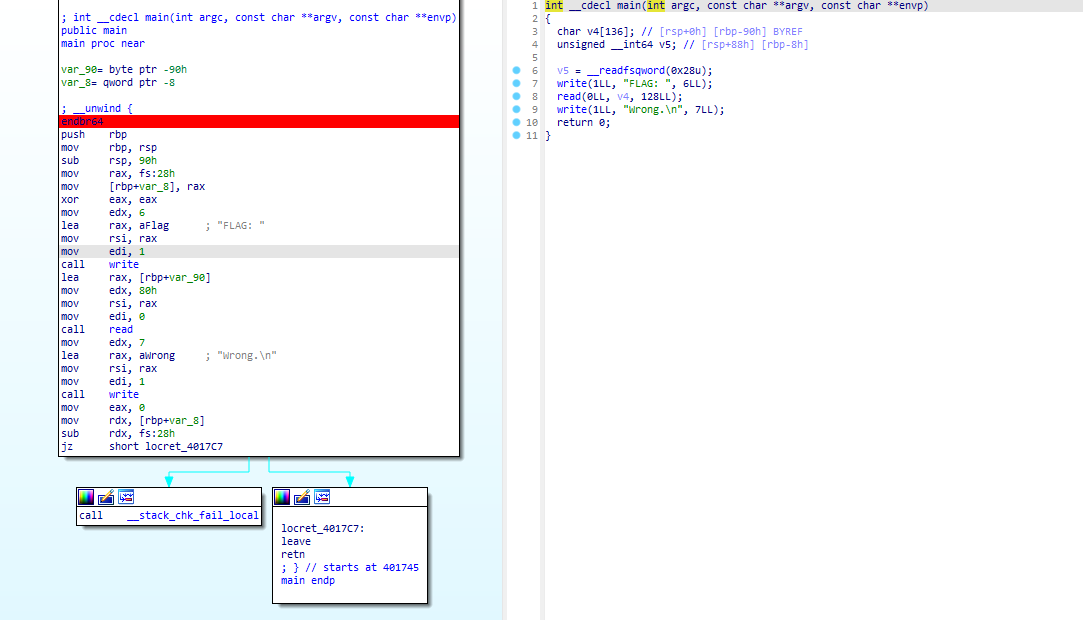 ; int __cdecl main(int argc, const char **argv, const char **envp)
public main
main proc near
var_90= byte ptr -90h
var_8= qword ptr -8
; __unwind {
endbr64
push rbp
mov rbp, rsp
sub rsp, 90h
mov rax, fs:28h
mov [rbp+var_8], rax
xor eax, eax
mov edx, 6
lea rax, aFlag ; "FLAG: "
mov rsi, rax
mov edi, 1
call write
lea rax, [rbp+var_90]
mov edx, 80h
mov rsi, rax
mov edi, 0
call read
mov edx, 7
lea rax, aWrong ; "Wrong.\n"
mov rsi, rax
mov edi, 1
call write
mov eax, 0
mov rdx, [rbp+var_8]
sub rdx, fs:28h
jz short locret_4017C7
call __stack_chk_fail_local
locret_4017C7:
leave
retn
; } // starts at 401745
main endp
1 int __cdecl main(int argc, const char **argv, const char **envp)
2 {
3 char v4[136]; // [rsp+0h] [rbp-90h] BYREF
4 unsigned __int64 v5; // [rsp+88h] [rbp-8h]
5
6 v5 = __readfsqword(0x28u);
7 write(1LL, "FLAG: ", 6LL);
8 read(0LL, v4, 128LL);
9 write(1LL, "Wrong.\n", 7LL);
10 return 0;
11 }